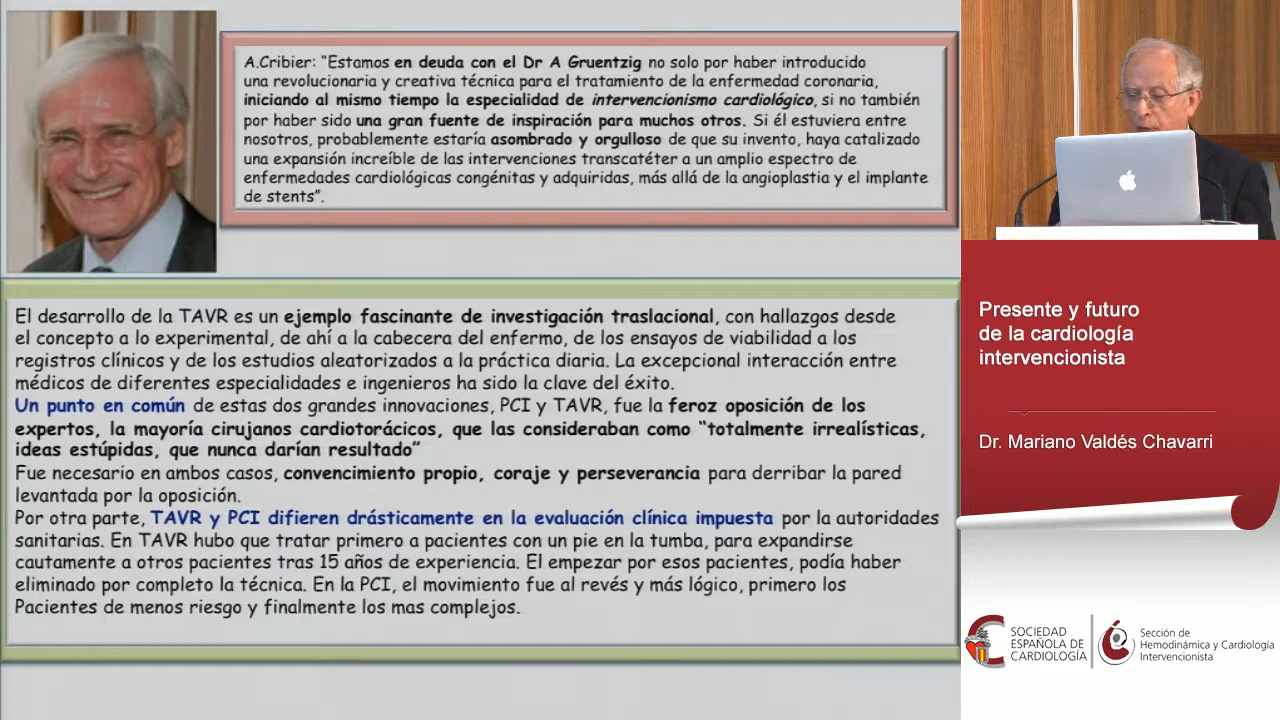 A.Cribier: “Estamos en deuda con el Dr A Gruentzig no solo por haber introducido
una revolucionaria y creativa técnica para el tratamiento de la enfermedad coronaria,
iniciando al mismo tiempo la especialidad de intervencionismo cardiológico, si no también
por haber sido una gran fuente de inspiración para muchos otros. Si él estuviera entre
nosotros, probablemente estaría asombrado y orgulloso de que su invento, haya catalizado
una expansión increíble de las intervenciones transcatéter a un amplio espectro de
enfermedades cardiológicas congénitas y adquiridas, más allá de la angioplastia y el implante
de stents”.
El desarrollo de la TAVR es un ejemplo fascinante de investigación traslacional, con hallazgos desde
el concepto a lo experimental, de ahí a la cabecera del enfermo, de los ensayos de viabilidad a los
registros clínicos y de los estudios aleatorizados a la práctica diaria. La excepcional interacción entre
médicos de diferentes especialidades e ingenieros ha sido la clave del éxito.
Un punto en común de estas dos grandes innovaciones, PCI y TAVR, fue la feroz oposición de los
expertos, la mayoría cirujanos cardiotorácicos, que las consideraban como “totalmente irrealísticas,
ideas estúpidas, que nunca darían resultado”
Fue necesario en ambos casos, convencimiento propio, coraje y perseverancia para derribar la pared
levantada por la oposición.
Por otra parte, TAVR y PCI difieren drásticamente en la evaluación clínica impuesta por la autoridades
sanitarias. En TAVR hubo que tratar primero a pacientes con un pie en la tumba, para expandirse
cautamente a otros pacientes tras 15 años de experiencia. El empezar por esos pacientes, podía haber
eliminado por completo la técnica. En la PCI, el movimiento fue al revés y más lógico, primero los
Pacientes de menos riesgo y finalmente los mas complejos.
Presente y futuro
de la cardiología
intervencionista
Dr. Mariano Valdés Chavarri
SOCIEDAD
ESPAÑOLA DE
CARDIOLOGÍA
Sección de
Hemodinámica y Cardiología
Intervencionista